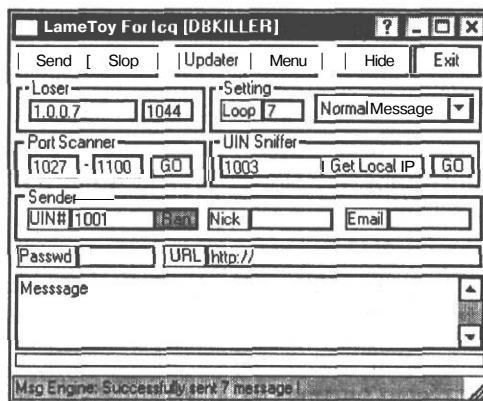 LameToy For Icq [DBKILLER] ?
| Send [ Slop | | Updater | Menu | | Hide Exit
Loser Setting
1.0.0.7 1044 Loop 7 Normal Message
Port Scanner UIN Sniffer
1027 - 1100 GO 1003 | Get Local IP | GO
Sender
UIN# 1001 Ran Nick Email
Passwd URL http://
Messsage
Msg Engine: Successfully sent 7 message !